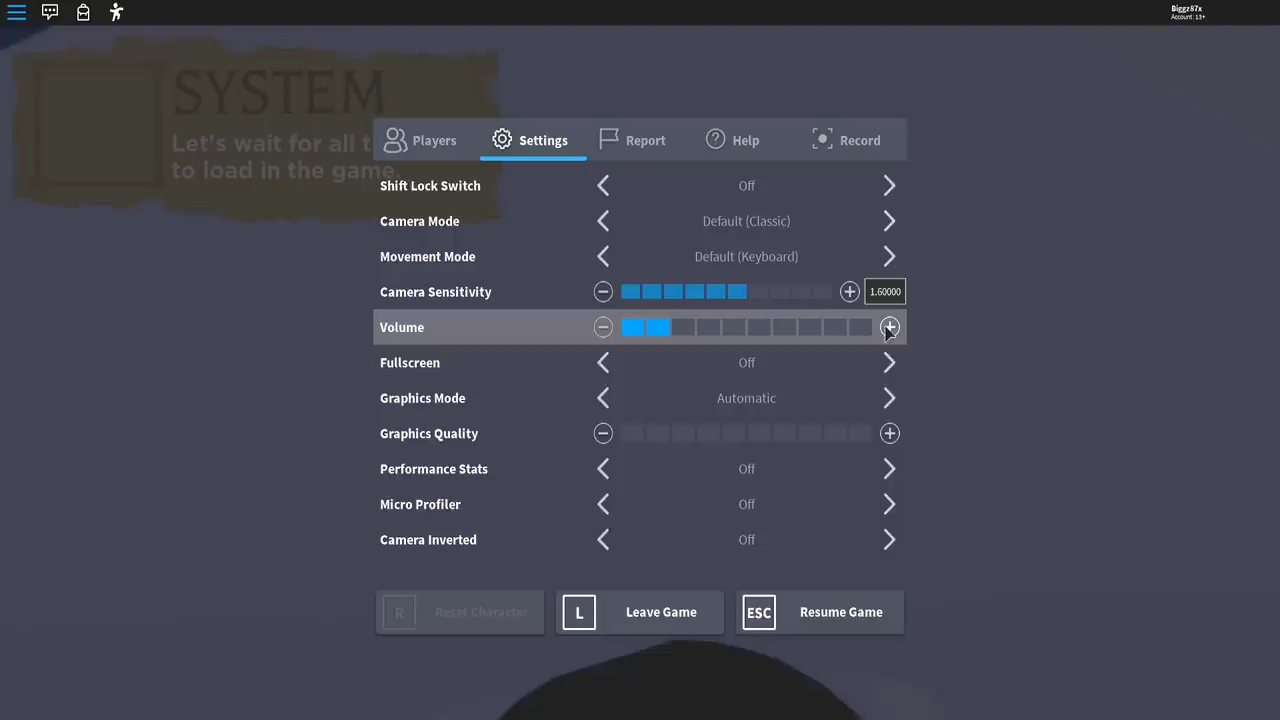 Biggz87x
Account: 13+
SYSTEM
Let's wait for all t
to load in the game.
Players
Settings
Report
Help
Record
Shift Lock Switch
Off
Camera Mode
Default (Classic)
Movement Mode
Default (Keyboard)
Camera Sensitivity
1.60000
Volume
Fullscreen
Off
Graphics Mode
Automatic
Graphics Quality
Performance Stats
Off
Micro Profiler
Off
Camera Inverted
Off
R Reset Character
L Leave Game
ESC Resume Game